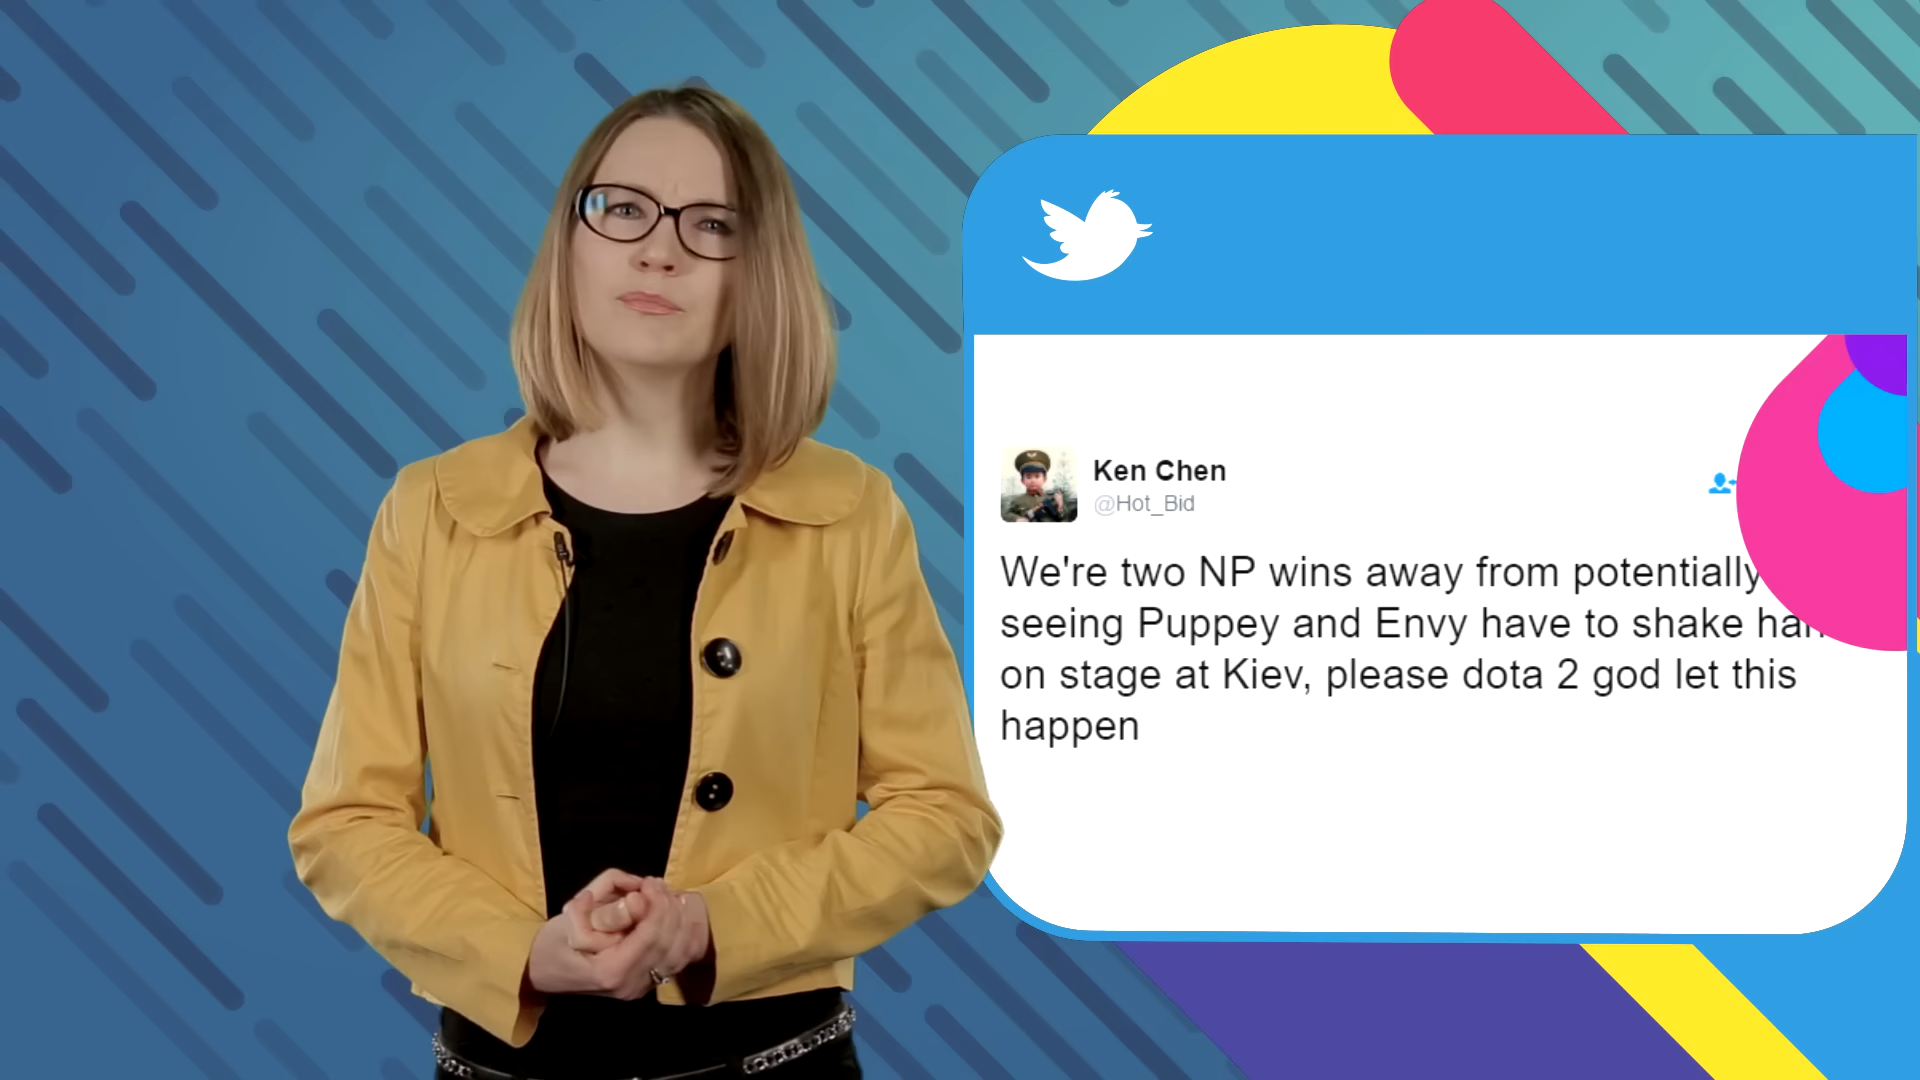 Ken Chen
@Hot_Bid
We're two NP wins away from potentially
seeing Puppey and Envy have to shake
on stage at Kiev, please dota 2 god let this
happen